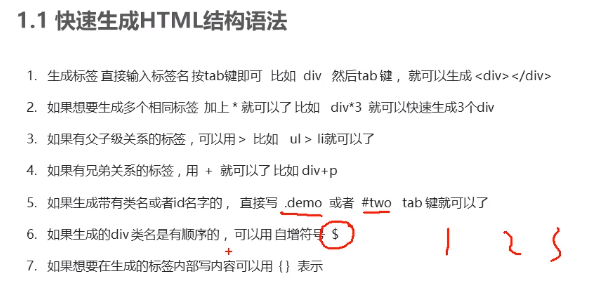 1.1 快速生成HTML结构语法
1. 生成标签 直接输入标签名 按tab键即可 比如 div 然后tab 键， 就可以生成 <div></div>
2. 如果想要生成多个相同标签 加上 * 就可以了 比如 div*3 就可以快速生成3个div
3. 如果有父子级关系的标签，可以用 > 比如 ul > li就可以了
4. 如果有兄弟关系的标签，用 + 就可以了 比如 div+p
5. 如果生成带有类名或者id名字的， 直接写 .demo 或者 #two tab 键就可以了
6. 如果生成的div 类名是有顺序的， 可以用 自增符号 $ 1 2 3
7. 如果想要在生成的标签内部写内容可以用 { } 表示